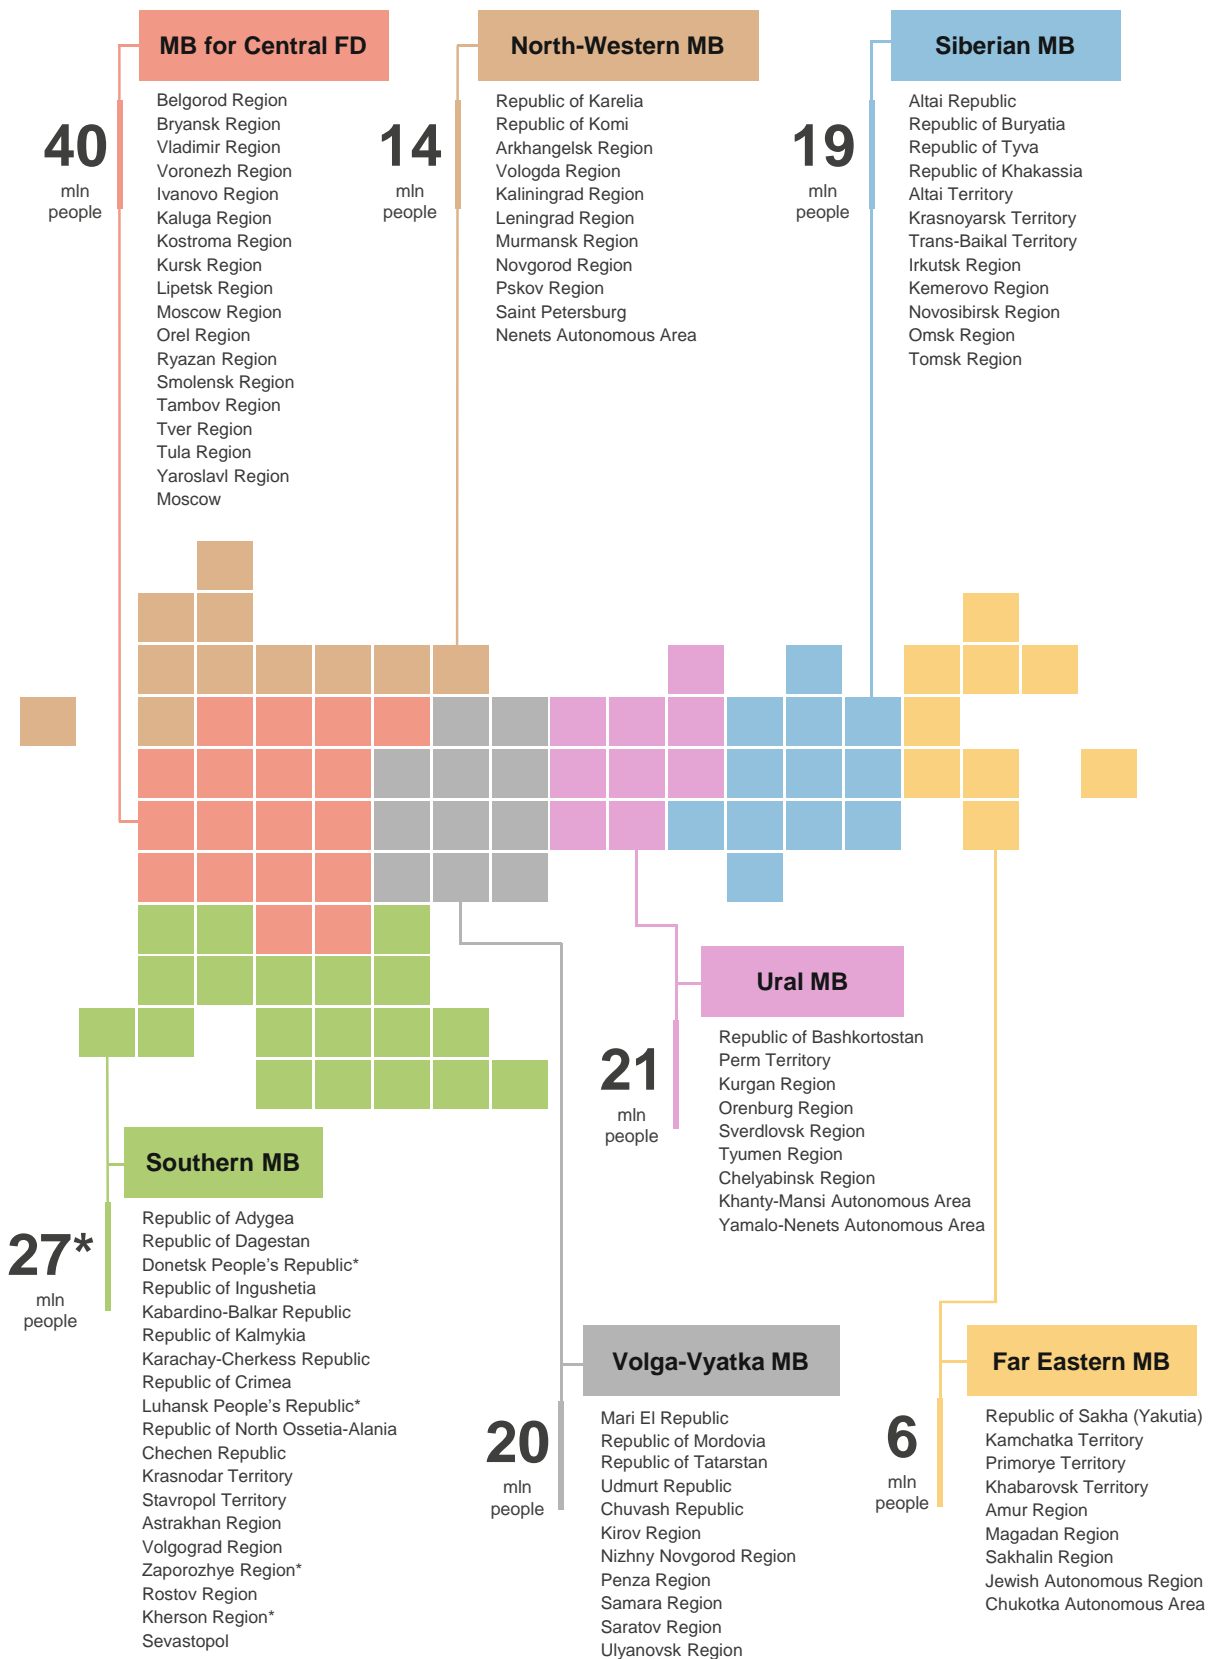 MB for Central FD
40
mln
people
Belgorod Region
Bryansk Region
Vladimir Region
Voronezh Region
Ivanovo Region
Kaluga Region
Kostroma Region
Kursk Region
Lipetsk Region
Moscow Region
Orel Region
Ryazan Region
Smolensk Region
Tambov Region
Tver Region
Tula Region
Yaroslavl Region
Moscow
North-Western MB
14
mln
people
Republic of Karelia
Republic of Komi
Arkhangelsk Region
Vologda Region
Kaliningrad Region
Leningrad Region
Murmansk Region
Novgorod Region
Pskov Region
Saint Petersburg
Nenets Autonomous Area
Siberian MB
19
mln
people
Altai Republic
Republic of Buryatia
Republic of Tyva
Republic of Khakassia
Altai Territory
Krasnoyarsk Territory
Trans-Baikal Territory
Irkutsk Region
Kemerovo Region
Novosibirsk Region
Omsk Region
Tomsk Region
Ural MB
21
mln
people
Republic of Bashkortostan
Perm Territory
Kurgan Region
Orenburg Region
Sverdlovsk Region
Tyumen Region
Chelyabinsk Region
Khanty-Mansi Autonomous Area
Yamalo-Nenets Autonomous Area
Southern MB
27*
mln
people
Republic of Adygea
Republic of Dagestan
Donetsk People's Republic*
Republic of Ingushetia
Kabardino-Balkar Republic
Republic of Kalmykia
Karachay-Cherkess Republic
Republic of Crimea
Luhansk People's Republic*
Republic of North Ossetia-Alania
Chechen Republic
Krasnodar Territory
Stavropol Territory
Astrakhan Region
Volgograd Region
Zaporozhye Region*
Rostov Region
Kherson Region*
Sevastopol
Volga-Vyatka MB
20
mln
people
Mari El Republic
Republic of Mordovia
Republic of Tatarstan
Udmurt Republic
Chuvash Republic
Kirov Region
Nizhny Novgorod Region
Penza Region
Samara Region
Saratov Region
Ulyanovsk Region
Far Eastern MB
6
mln
people
Republic of Sakha (Yakutia)
Kamchatka Territory
Primorye Territory
Khabarovsk Territory
Amur Region
Magadan Region
Sakhalin Region
Jewish Autonomous Region
Chukotka Autonomous Area